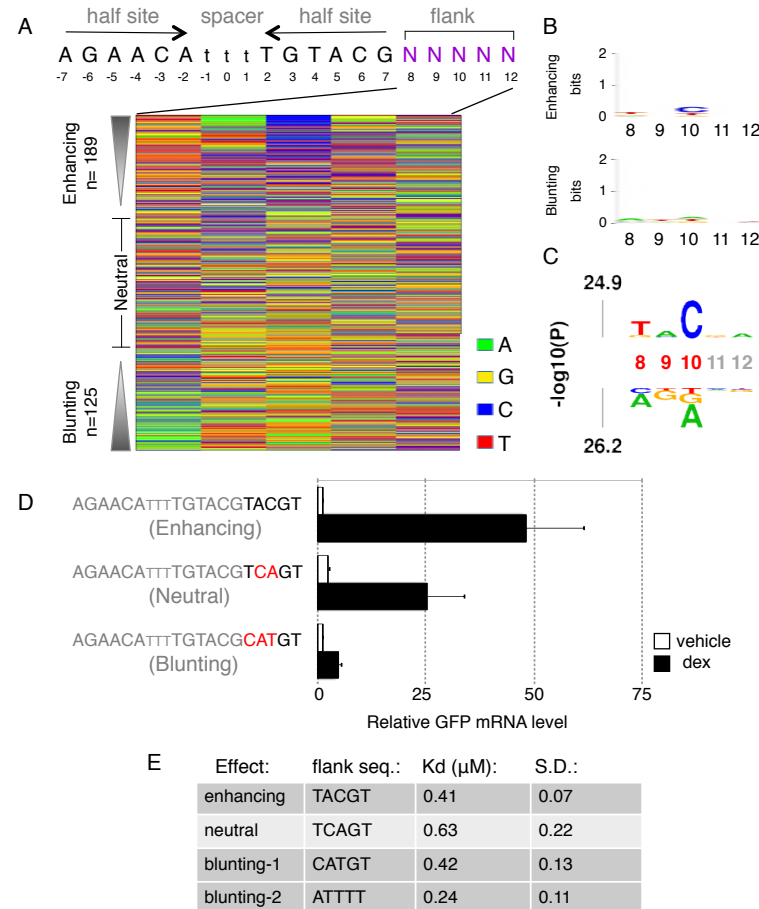 A
half site spacer half site flank
A G A A C A t t t T G T A C G N N N N N
-7 -6 -5 -4 -3 -2 -1 0 1 2 3 4 5 6 7 8 9 10 11 12
Enhancing
n= 189
Neutral
Blunting
n=125
A
G
C
T
B
Enhancing
bits
2
1
0
8 9 10 11 12
Blunting
bits
2
1
0
8 9 10 11 12
C
24.9
-log10(P)
T A C A
8 9 10 11 12
C T T A
A G G
A
26.2
D
AGAACATTTTGTACGTACGT
(Enhancing)
AGAACATTTTGTACGTCAGT
(Neutral)
AGAACATTTTGTACGCATGT
(Blunting)
vehicle
dex
0 25 50 75
Relative GFP mRNA level
E
Effect: flank seq.: Kd (µM): S.D.:
enhancing TACGT 0.41 0.07
neutral TCAGT 0.63 0.22
blunting-1 CATGT 0.42 0.13
blunting-2 ATTTT 0.24 0.11